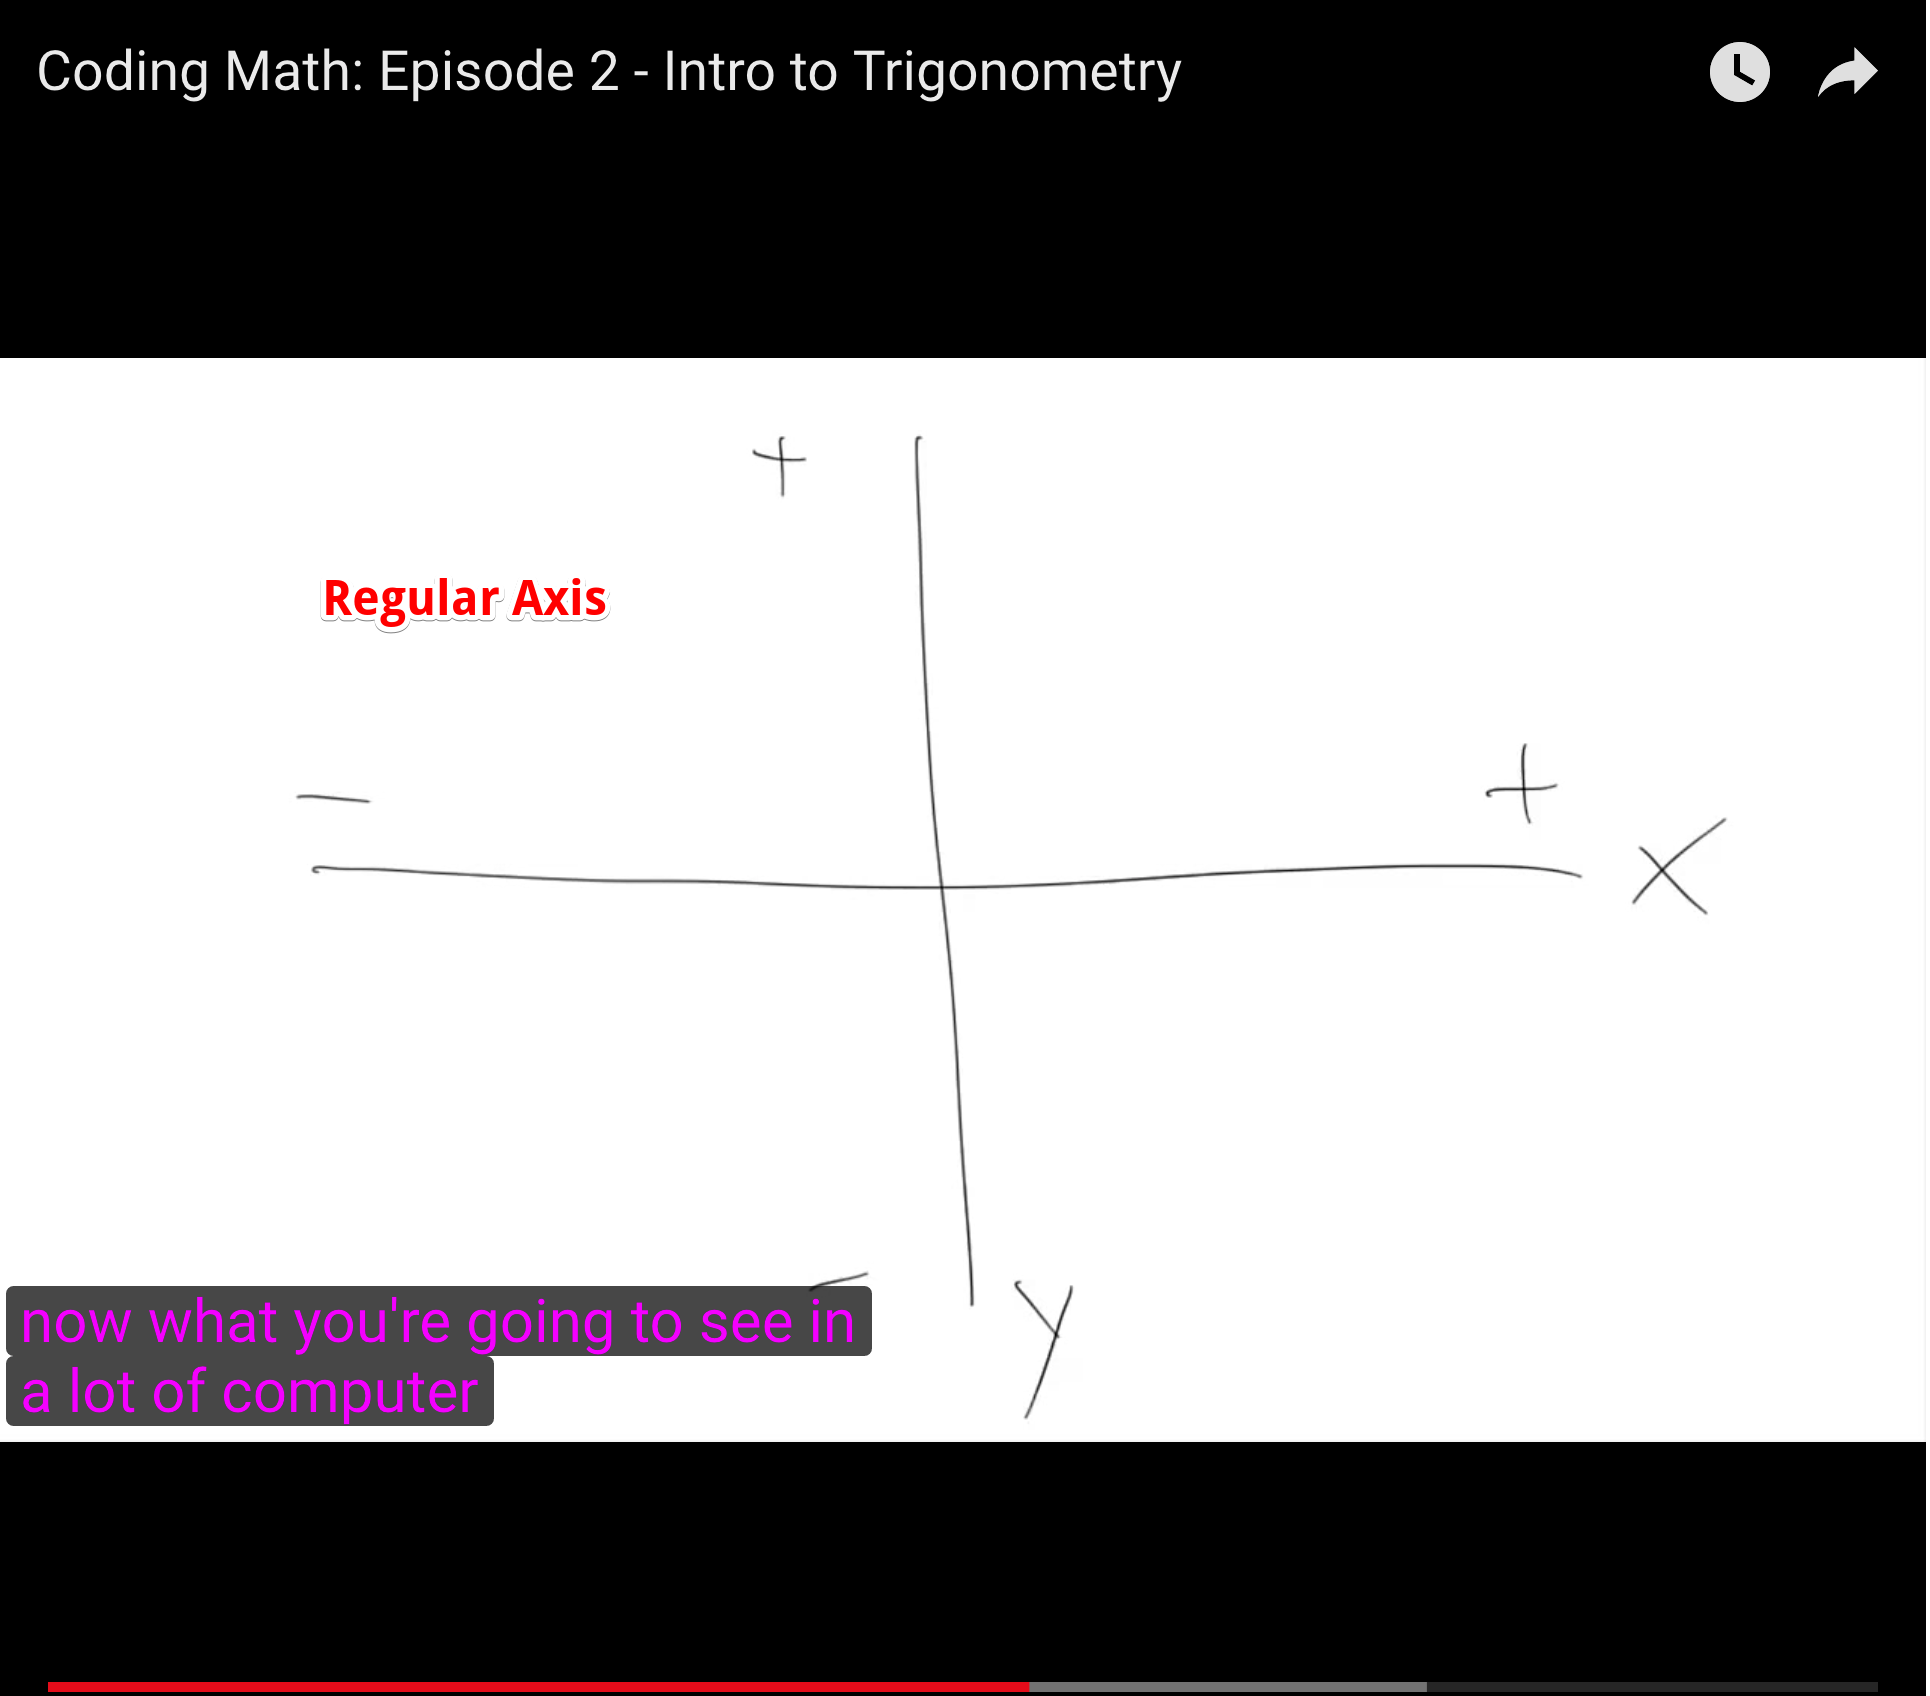 Coding Math: Episode 2 - Intro to Trigonometry
+
Regular Axis
— +
X
— Y
now what you're going to see in
a lot of computer